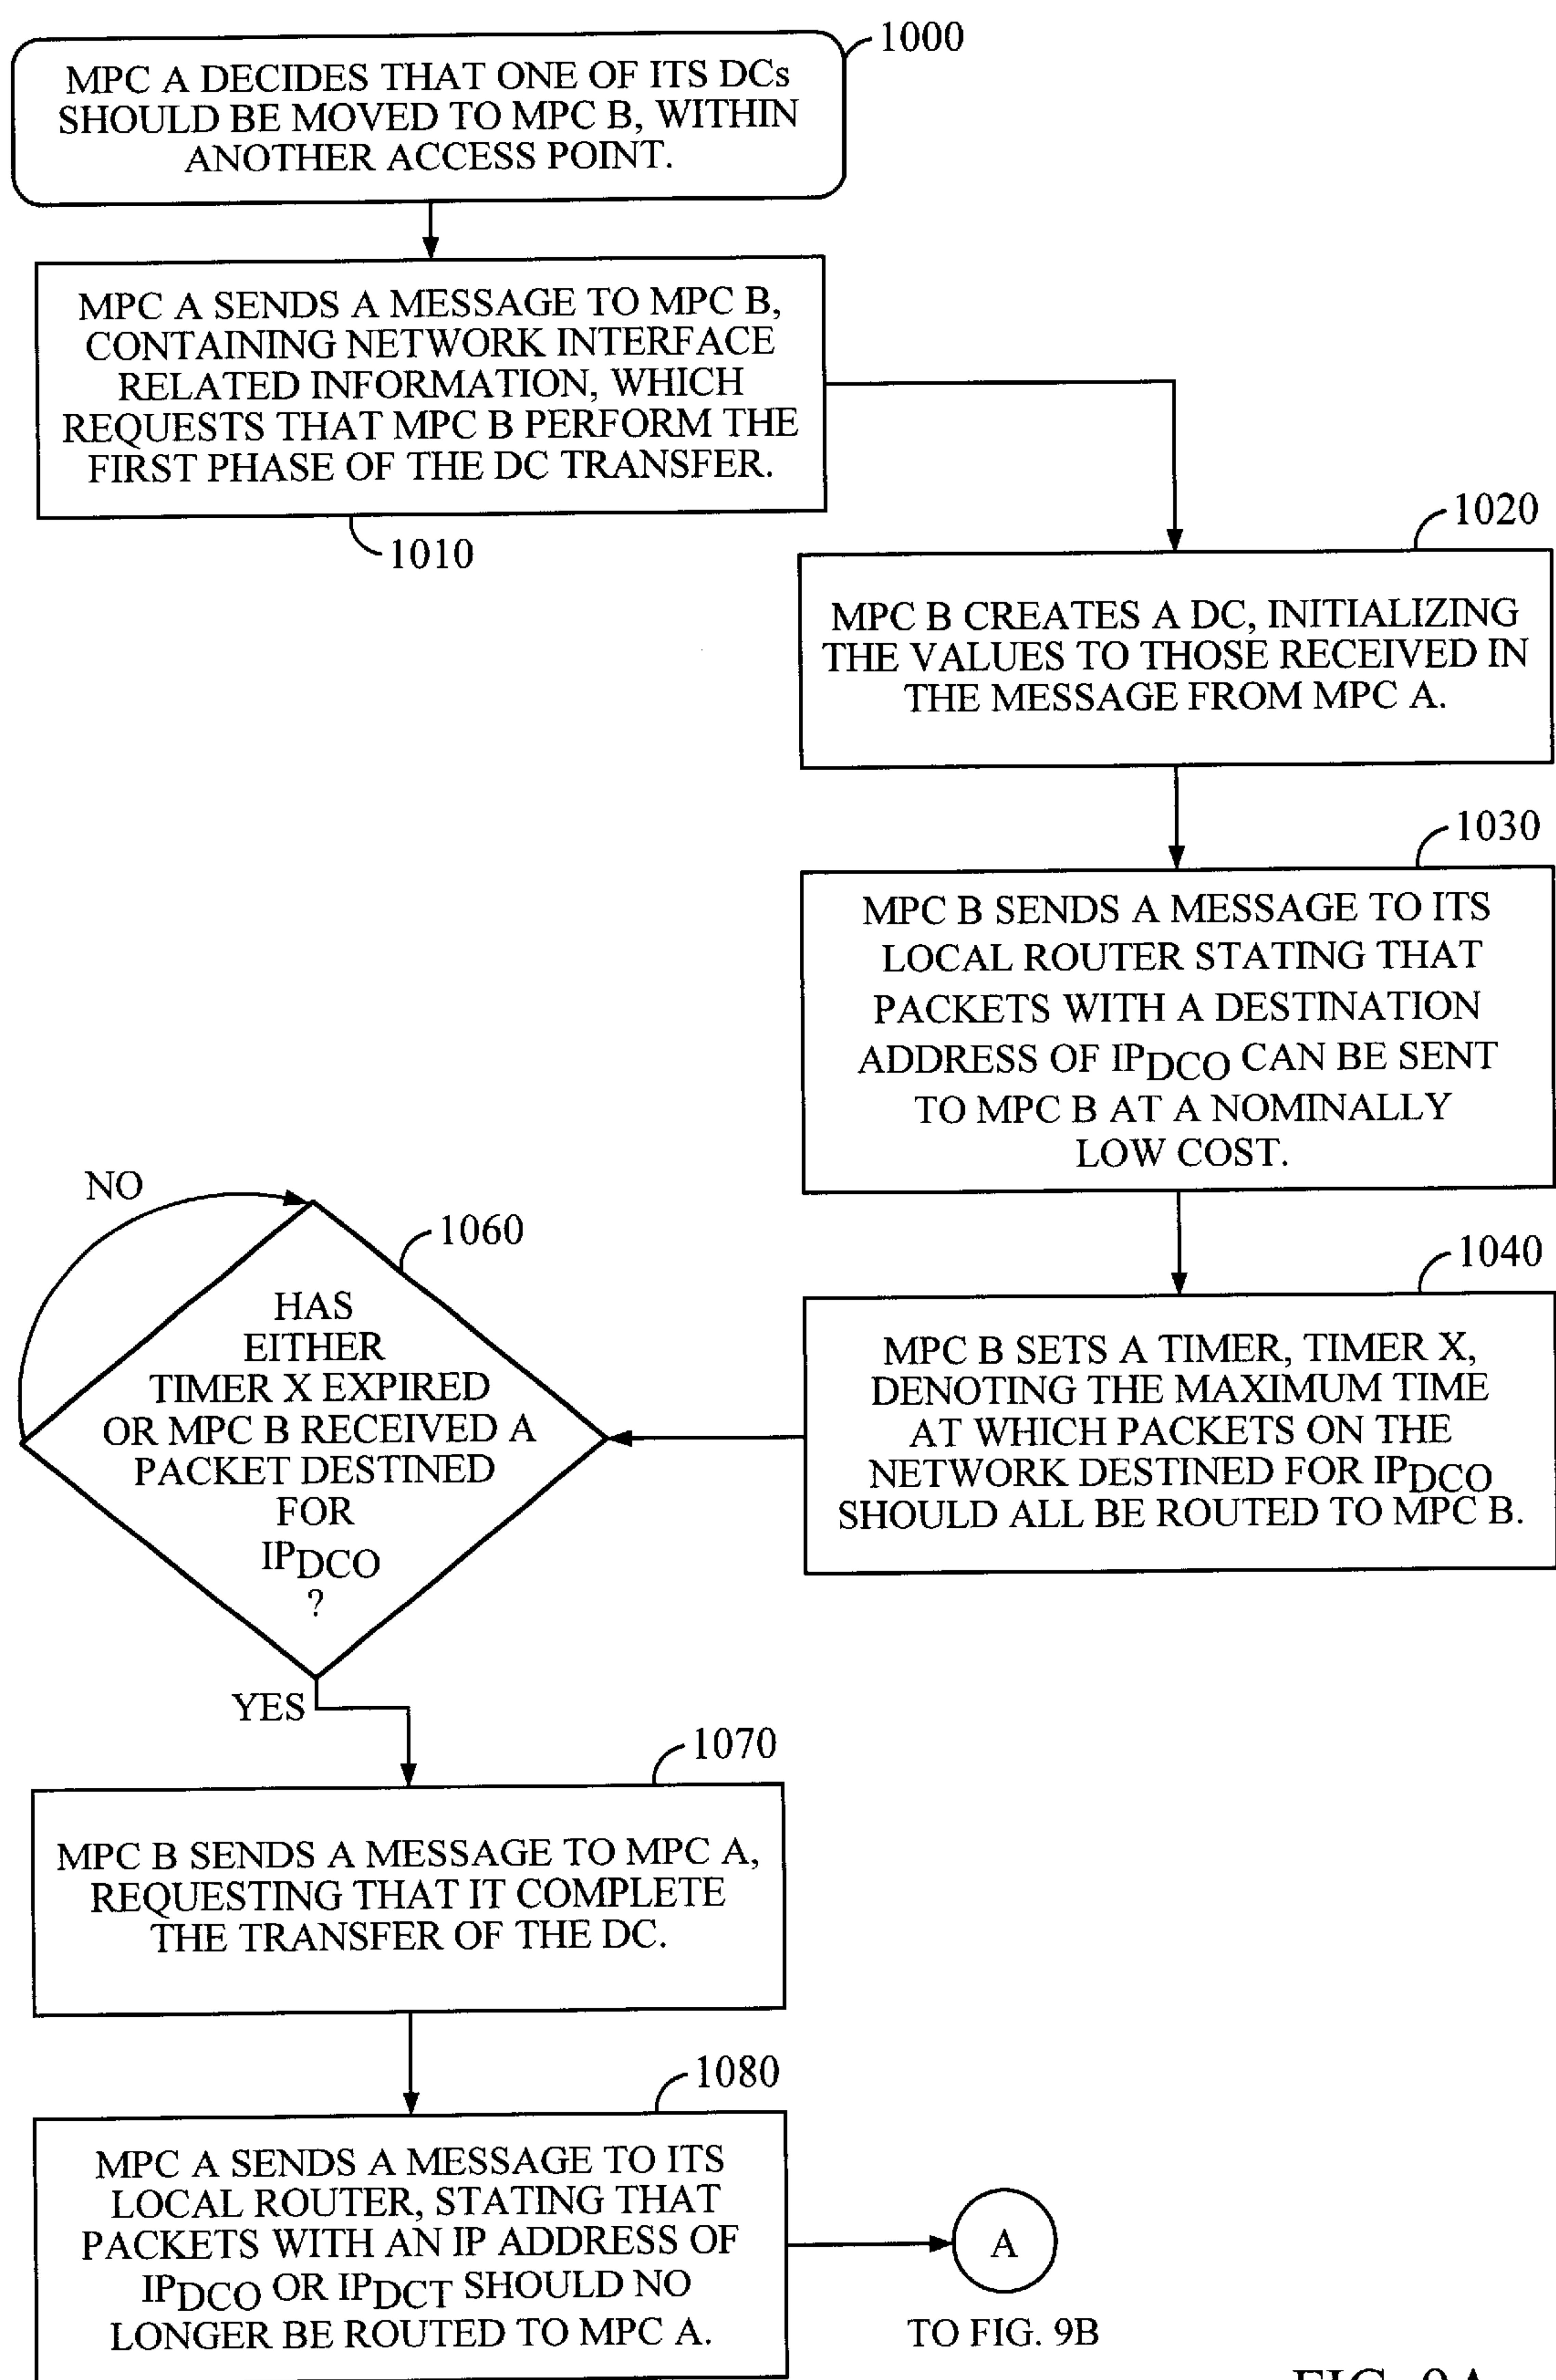 1000
MPC A DECIDES THAT ONE OF ITS DCs
SHOULD BE MOVED TO MPC B, WITHIN
ANOTHER ACCESS POINT.
MPC A SENDS A MESSAGE TO MPC B,
CONTAINING NETWORK INTERFACE
RELATED INFORMATION, WHICH
REQUESTS THAT MPC B PERFORM THE
FIRST PHASE OF THE DC TRANSFER.
1010
1020
MPC B CREATES A DC, INITIALIZING
THE VALUES TO THOSE RECEIVED IN
THE MESSAGE FROM MPC A.
1030
MPC B SENDS A MESSAGE TO ITS
LOCAL ROUTER STATING THAT
PACKETS WITH A DESTINATION
ADDRESS OF IPDCO CAN BE SENT
TO MPC B AT A NOMINALLY
LOW COST.
1040
MPC B SETS A TIMER, TIMER X,
DENOTING THE MAXIMUM TIME
AT WHICH PACKETS ON THE
NETWORK DESTINED FOR IPDCO
SHOULD ALL BE ROUTED TO MPC B.
NO
1060
HAS
EITHER
TIMER X EXPIRED
OR MPC B RECEIVED A
PACKET DESTINED
FOR
IPDCO
?
YES
1070
MPC B SENDS A MESSAGE TO MPC A,
REQUESTING THAT IT COMPLETE
THE TRANSFER OF THE DC.
1080
MPC A SENDS A MESSAGE TO ITS
LOCAL ROUTER, STATING THAT
PACKETS WITH AN IP ADDRESS OF
IPDCO OR IPDCT SHOULD NO
LONGER BE ROUTED TO MPC A.
A
TO FIG. 9B